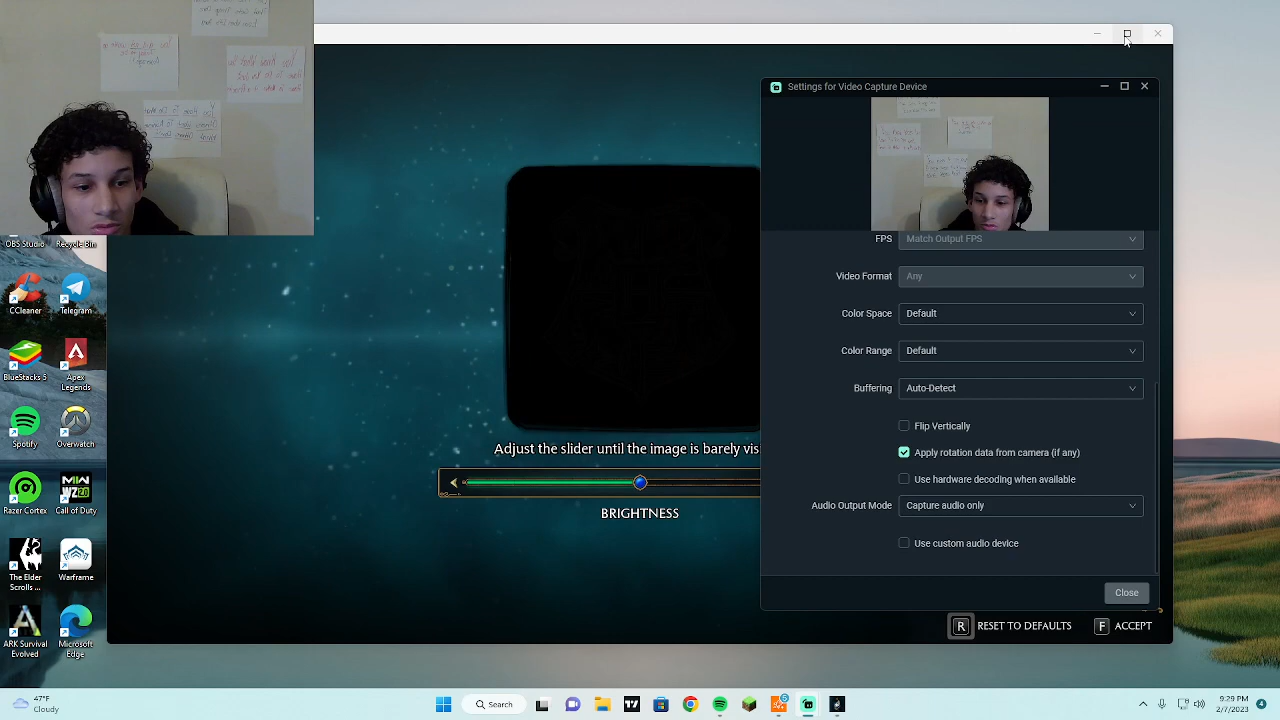 Settings for Video Capture Device
FPS
Match Output FPS
Video Format
Any
Color Space
Default
Color Range
Default
Buffering
Auto-Detect
Flip Vertically
Apply rotation data from camera (if any)
Use hardware decoding when available
Audio Output Mode
Capture audio only
Use custom audio device
Close
Adjust the slider until the image is barely vis
BRIGHTNESS
R
RESET TO DEFAULTS
F
ACCEPT
OBS Studio
Recycle Bin
CCleaner
Telegram
BlueStacks 5
Apex
Legends
Spotify
Overwatch
Razer Cortex
Call of Duty
The Elder
Scrolls ...
Warframe
ARK Survival
Evolved
Microsoft
Edge
47°F
Cloudy
Search
9:29 PM
2/7/2023